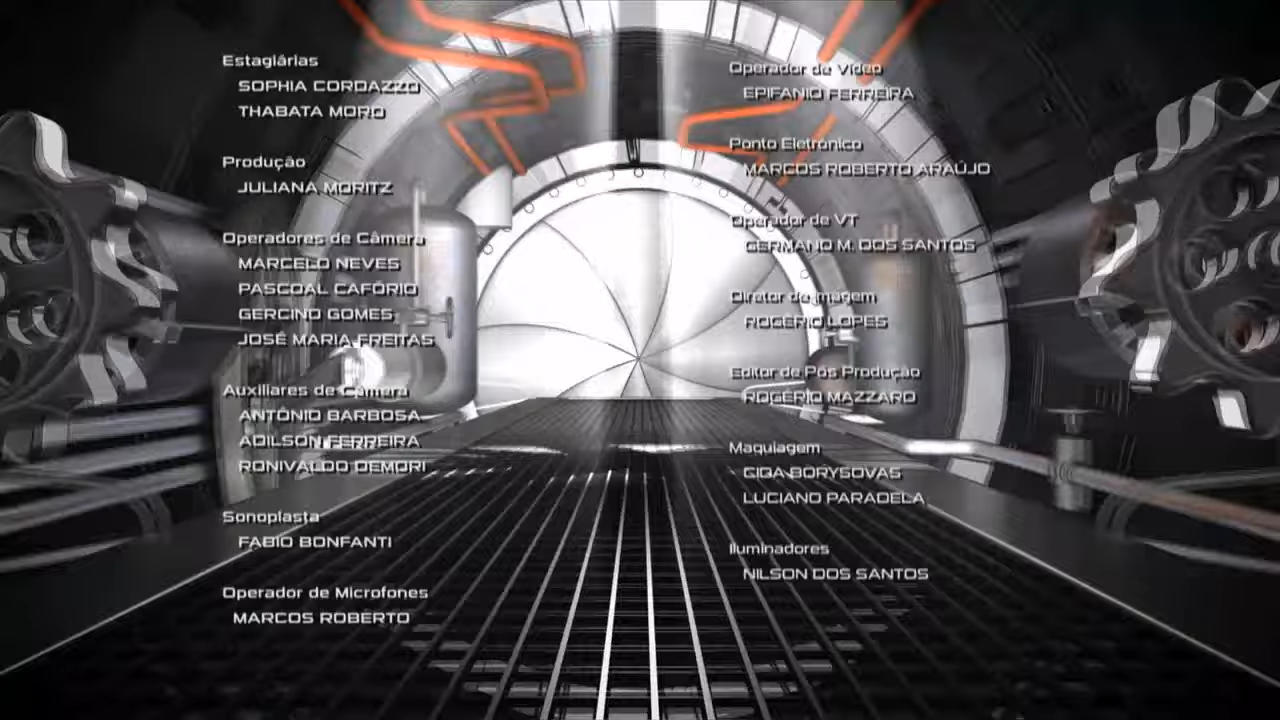 Estagiárias
SOPHIA CORDAZZO
THABATA MORO
Produção
JULIANA MORITZ
Operadores de Câmera
MARCELO NEVES
PASCOAL CAFÓRIO
GERCINO GOMES
JOSÉ MARIA FREITAS
Auxiliares de Câmera
ANTÔNIO BARBOSA
ADILSON FERREIRA
RONIVALDO DEMORI
Sonoplasta
FABIO BONFANTI
Operador de Microfones
MARCOS ROBERTO
Operador de Vídeo
EPIFANIO FERREIRA
Ponto Eletrônico
MARCOS ROBERTO ARAÚJO
Operador de VT
GERMANO M. DOS SANTOS
Diretor de Imagem
ROGÉRIO LOPES
Editor de Pós Produção
ROGÉRIO MAZZARO
Maquiagem
CIDA BORYSOVAS
LUCIANO PARADELA
Iluminadores
NILSON DOS SANTOS